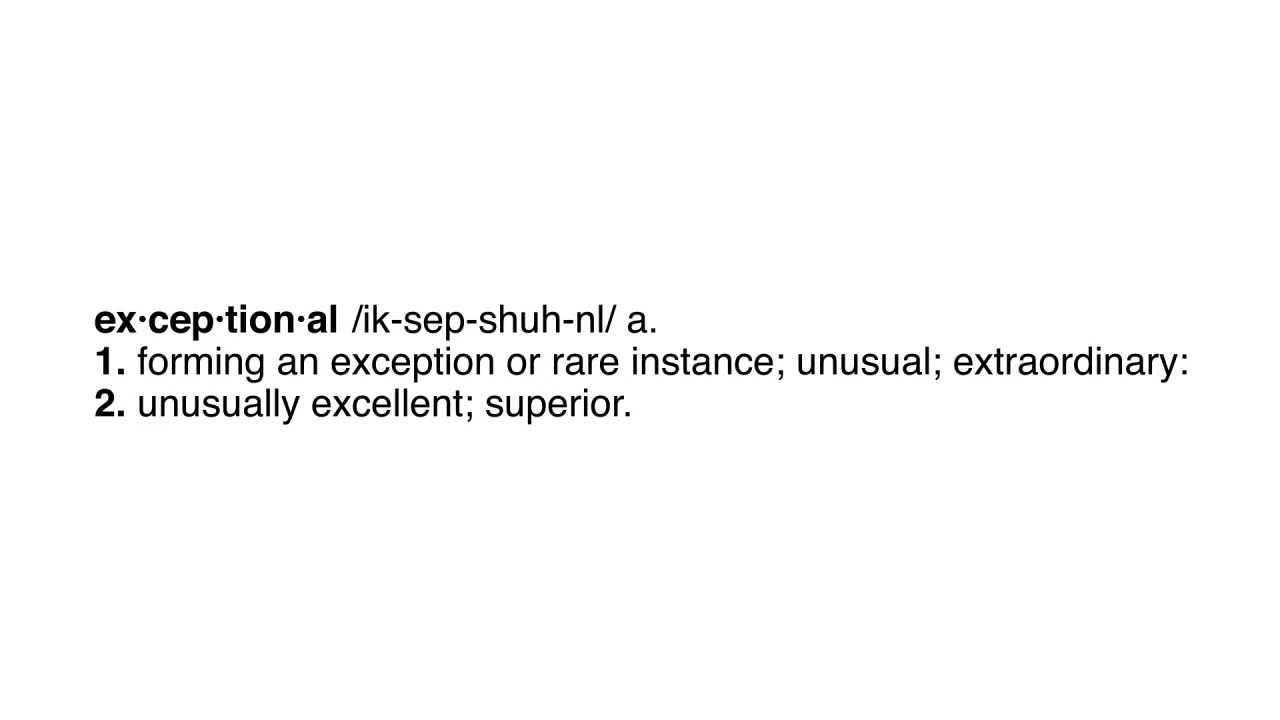 ex·cep·tion·al /ik-sep-shuh-nl/ a.
1. forming an exception or rare instance; unusual; extraordinary:
2. unusually excellent; superior.